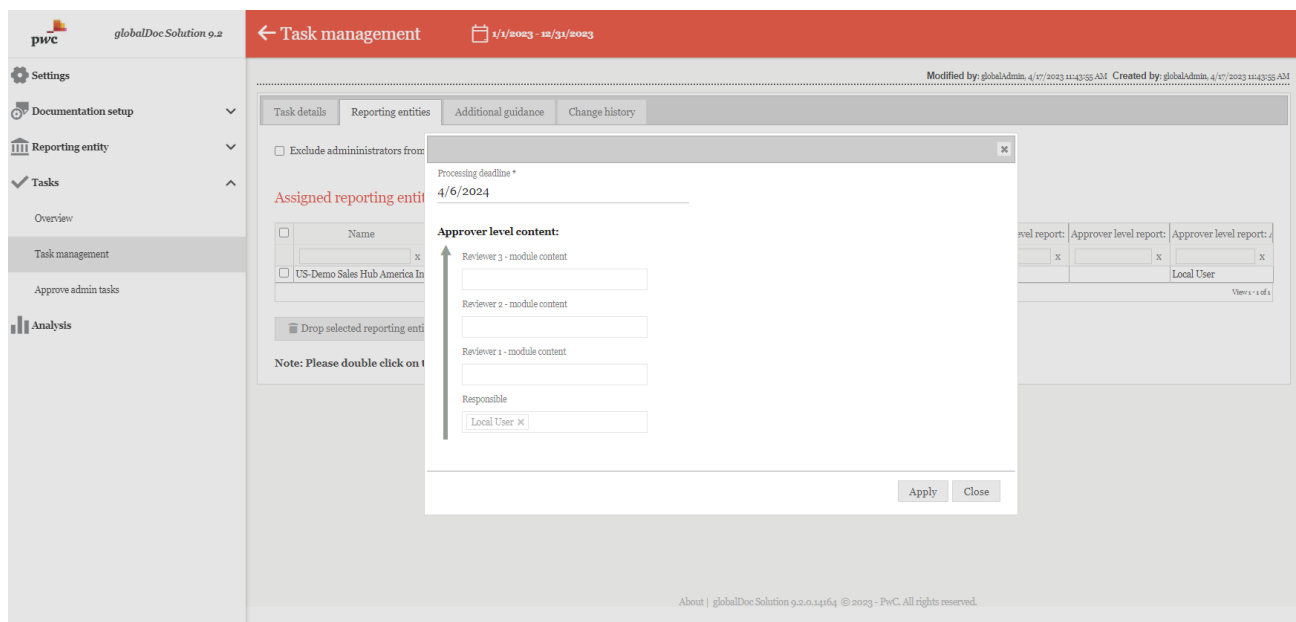 pwc
globalDoc Solution 9.2
Task management
1/1/2023 - 12/31/2023
Settings
Documentation setup
Reporting entity
Tasks
Overview
Task management
Approve admin tasks
Analysis
Modified by: globalAdmin, 4/17/2023 11:43:55 AM Created by: globalAdmin, 4/17/2023 11:43:55 AM
Task details Reporting entities Additional guidance Change history
Exclude admininistrators from
Assigned reporting entit
Name
x
US-Demo Sales Hub America In
Drop selected reporting enti
Note: Please double click on t
Processing deadline *
4/6/2024
Approver level content:
Reviewer 3 - module content
Reviewer 2 - module content
Reviewer 1 - module content
Responsible
Local User ×
Apply Close
vel report: Approver level report: Approver level report: A
x x x
Local User
View 1 - 1 of 1
About | globalDoc Solution 9.2.0.14164 © 2023 - PwC. All rights reserved.